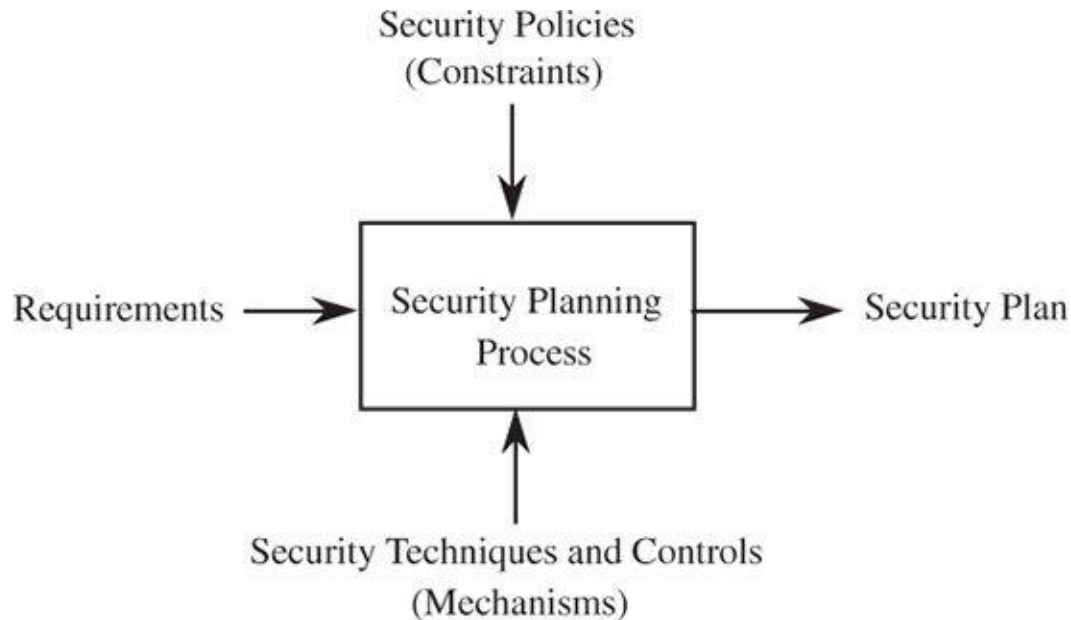 Security Policies
(Constraints)
Requirements
Security Planning
Process
Security Plan
Security Techniques and Controls
(Mechanisms)